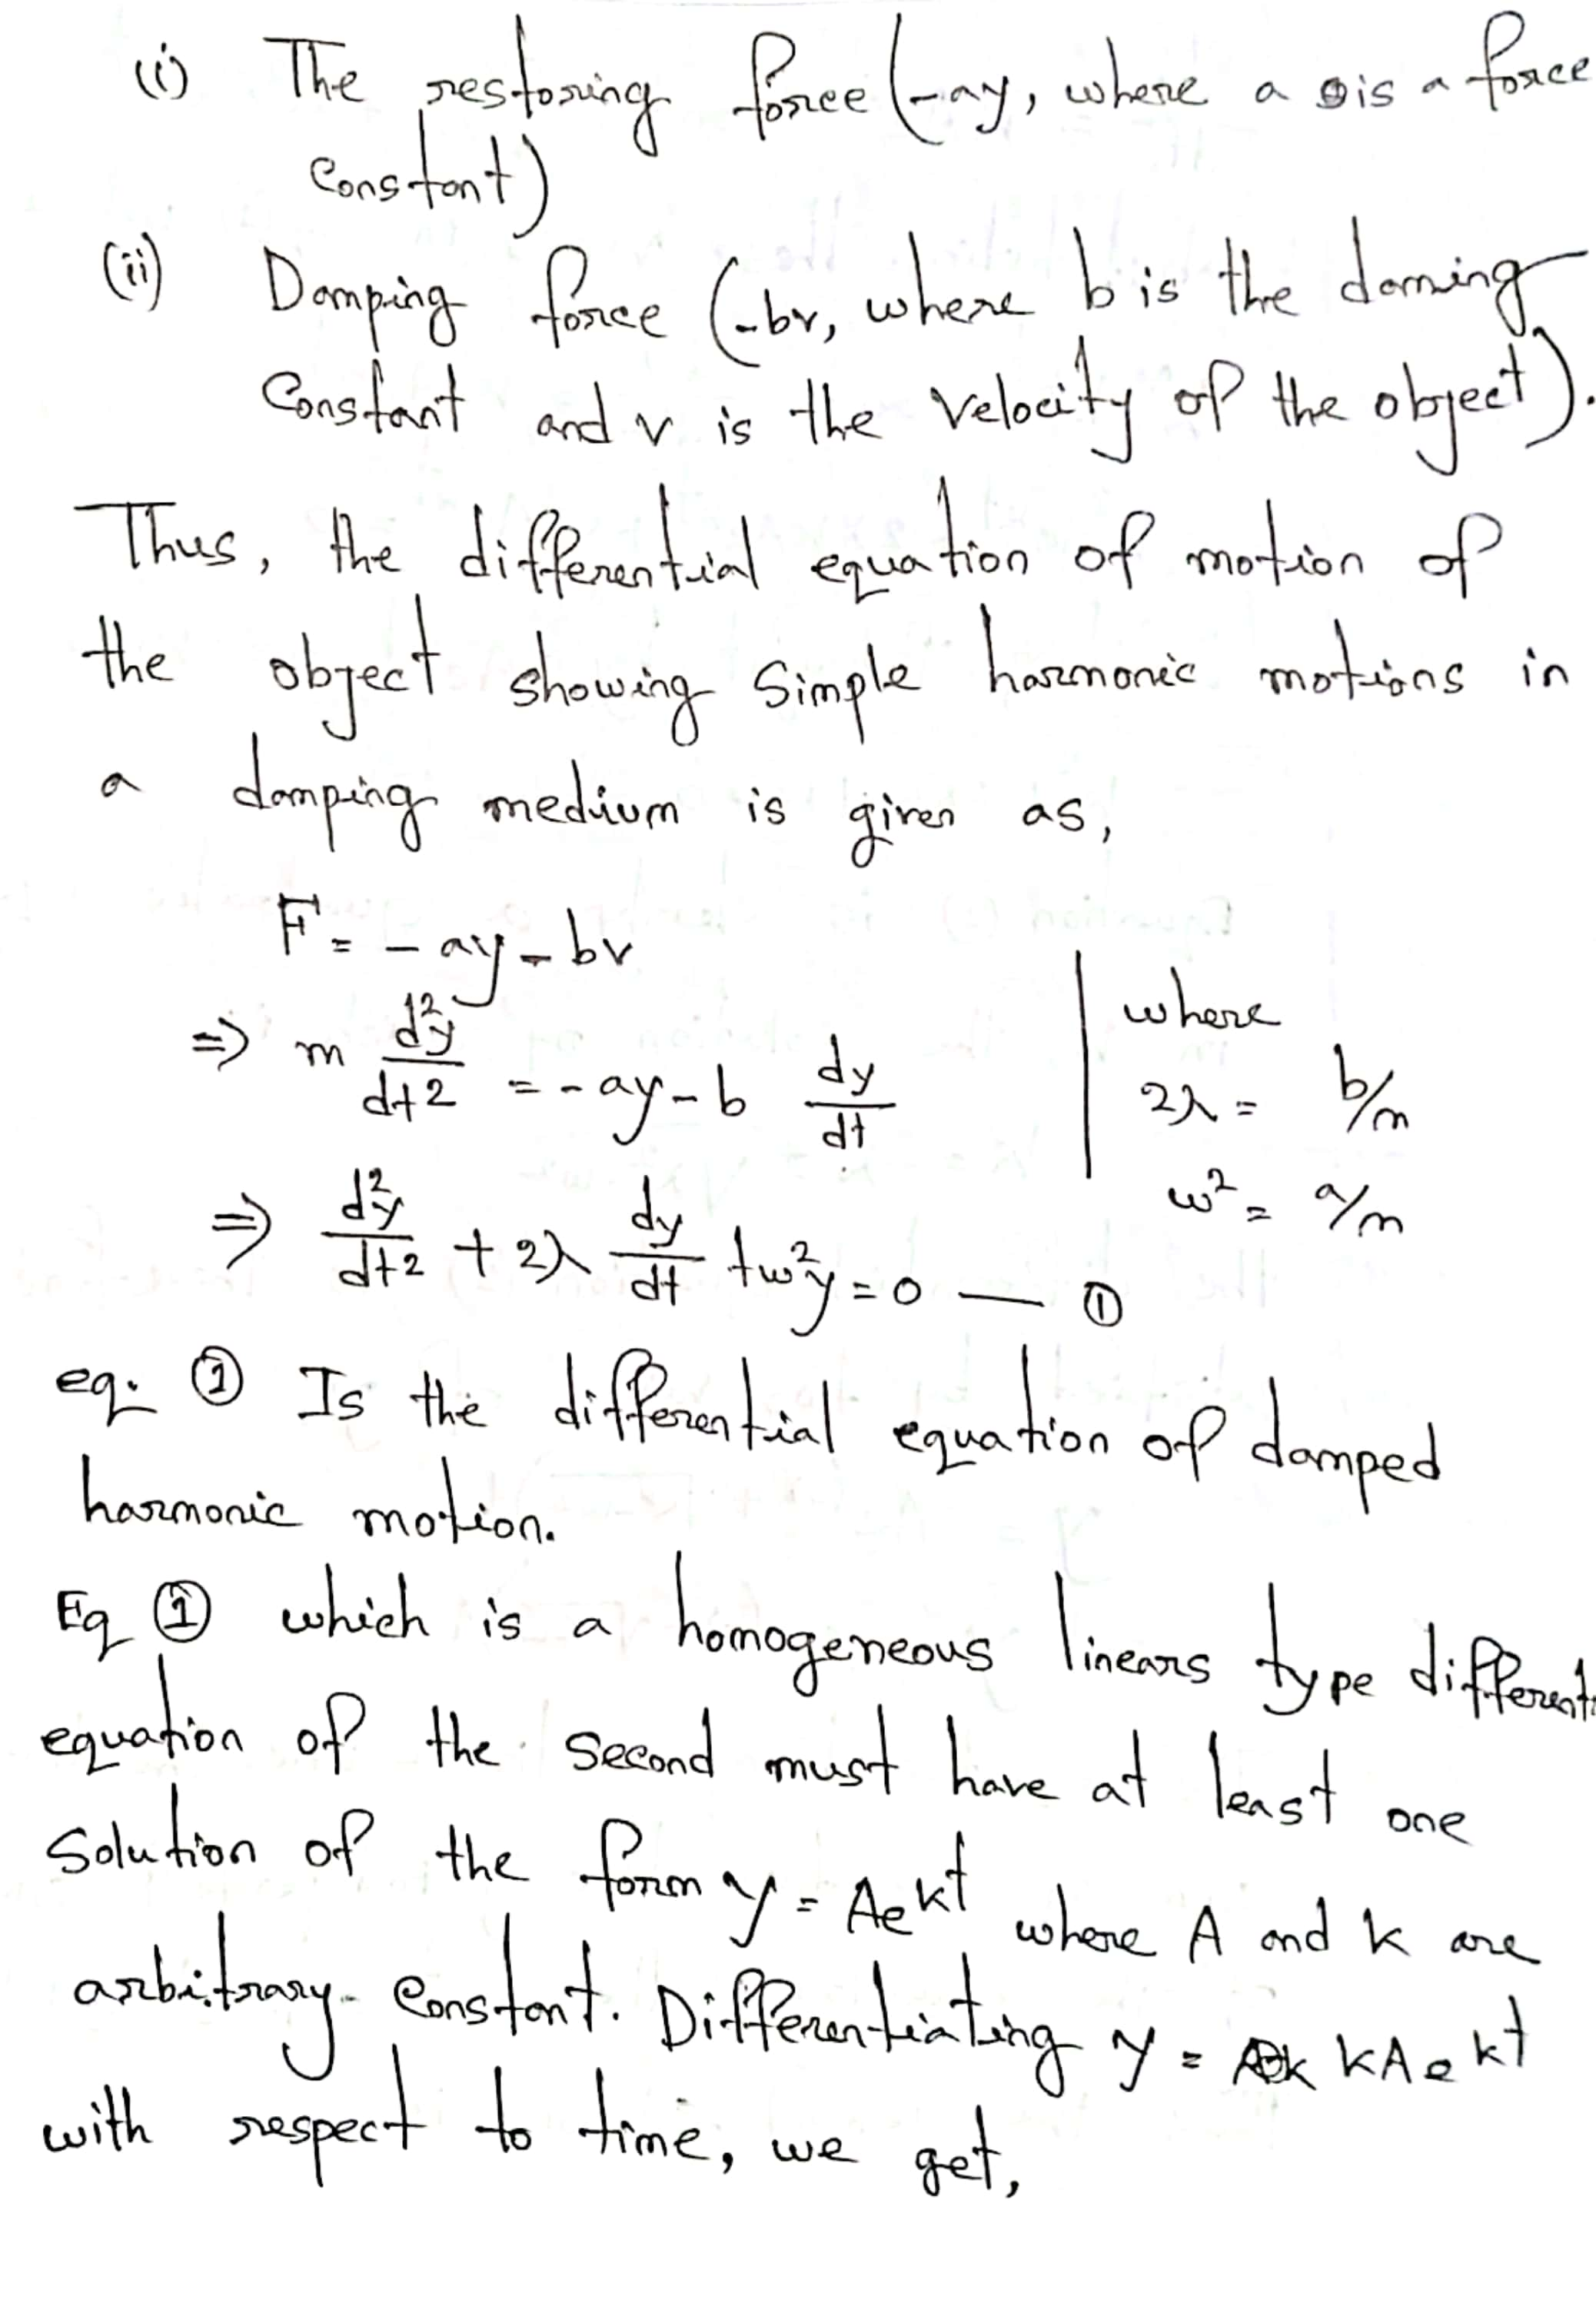 (i) The restoring force (-ay, where a is a force
constant)
(ii) Damping force (-bv, where b is the daming
Constant and v is the velocity of the object).
Thus, the differential equation of motion of
the object showing Simple harmonic motions in
a damping medium is given as,
F = - ay - bv
⇒ m d²y/dt2 = - ay - b dy/dt
where
2λ = b/m
w² = a/m
⇒ d²y/dt2 + 2λ dy/dt + w²y = 0 — ①
eq. ① Is the differential equation of damped
harmonic motion.
Eq ① which is a homogeneous linears type different
equation of the second must have at least one
Solution of the form y = Ae kt where A and k are
arbitrary constant. Differentiating y = kAe kt
with respect to time, we get,